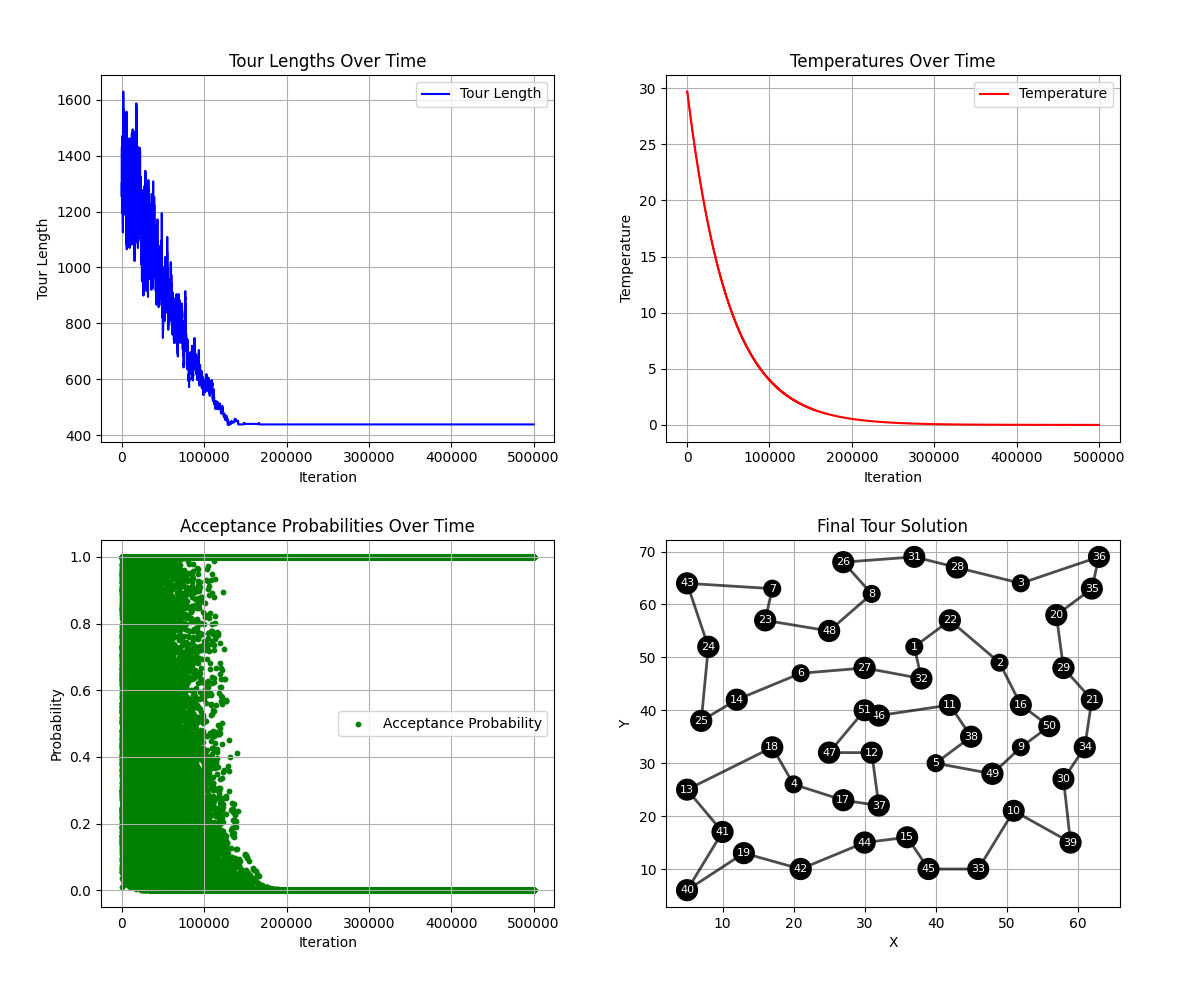 Tour Lengths Over Time
Tour Length
1600
1400
1200
1000
800
600
400
Tour Length
0 100000 200000 300000 400000 500000
Iteration
Temperatures Over Time
Temperature
30
25
20
15
10
5
0
Temperature
0 100000 200000 300000 400000 500000
Iteration
Acceptance Probabilities Over Time
1.0
0.8
0.6
0.4
0.2
0.0
Probability
Acceptance Probability
0 100000 200000 300000 400000 500000
Iteration
Final Tour Solution
70
60
50
40
30
20
10
Y
26 31 28 3 36
43 7 8 35
23 48 22 20
24 1 2 29
6 27 32
14 25 51 46 11 16 21
38 50 34
18 47 12 9
13 4 5 49 30
17 37 10
41 44 15 39
19 42 45 33
40
10 20 30 40 50 60
X